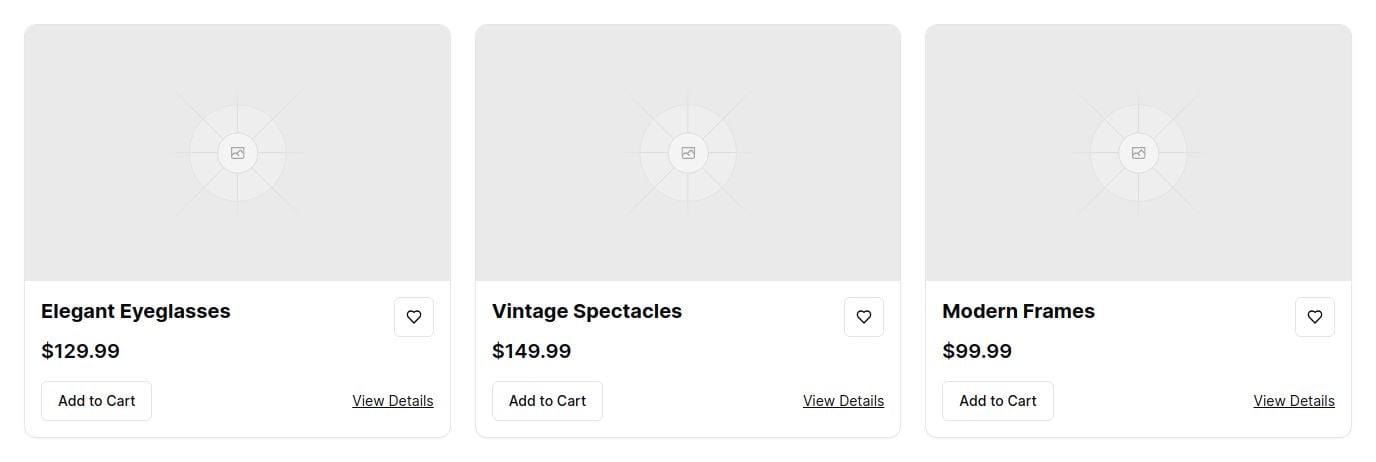 Elegant Eyeglasses
$129.99
Add to Cart
View Details
Vintage Spectacles
$149.99
Add to Cart
View Details
Modern Frames
$99.99
Add to Cart
View Details